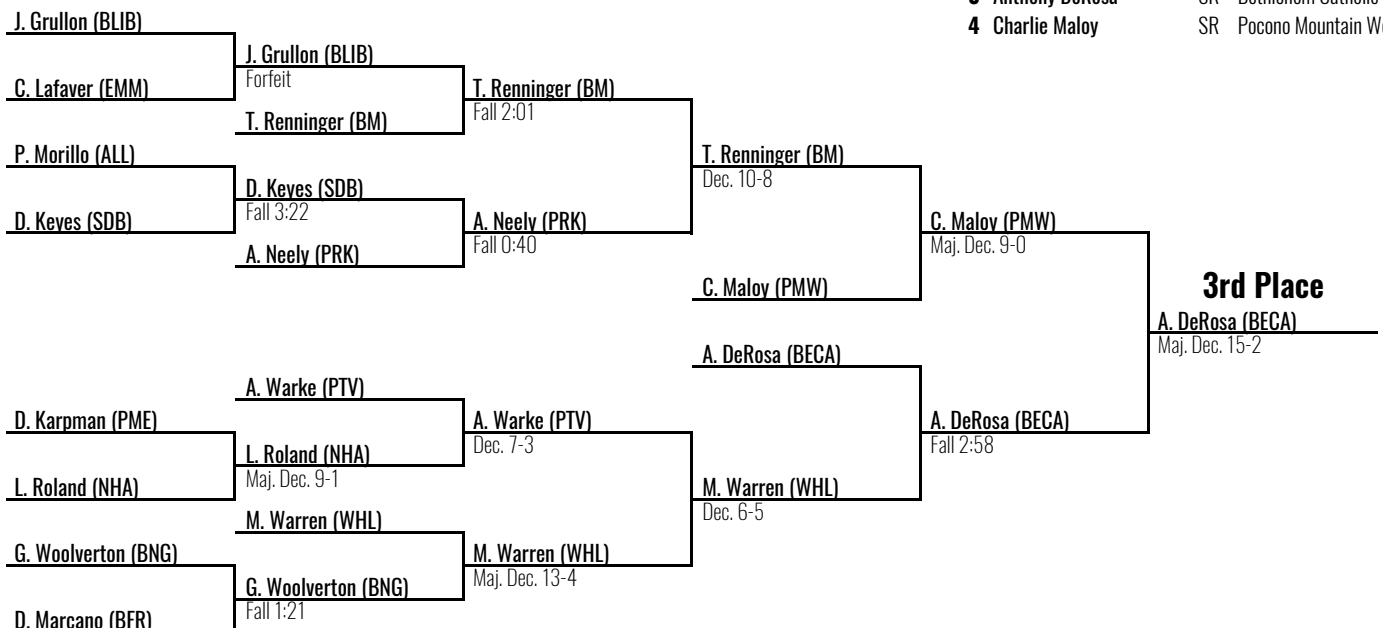 3 Anthony DeRosa SR Bethlehem Catholic
4 Charlie Maloy SR Pocono Mountain
J. Grullon (BLIB)
J. Grullon (BLIB)
Forfeit
C. Lafaver (EMM)
T. Renninger (BM)
Fall 2:01
T. Renninger (BM)
P. Morillo (ALL)
T. Renninger (BM)
Dec. 10-8
D. Keyes (SDB)
Fall 3:22
D. Keyes (SDB)
A. Neely (PRK)
Fall 0:40
A. Neely (PRK)
C. Maloy (PMW)
Maj. Dec. 9-0
C. Maloy (PMW)
3rd Place
A. DeRosa (BECA)
Maj. Dec. 15-2
A. DeRosa (BECA)
A. Warke (PTV)
D. Karpman (PME)
A. Warke (PTV)
Dec. 7-3
A. DeRosa (BECA)
Fall 2:58
L. Roland (NHA)
Maj. Dec. 9-1
L. Roland (NHA)
M. Warren (WHL)
Dec. 6-5
M. Warren (WHL)
G. Woolverton (BNG)
M. Warren (WHL)
Maj. Dec. 13-4
G. Woolverton (BNG)
Fall 1:21
D. Marcano (BFR)